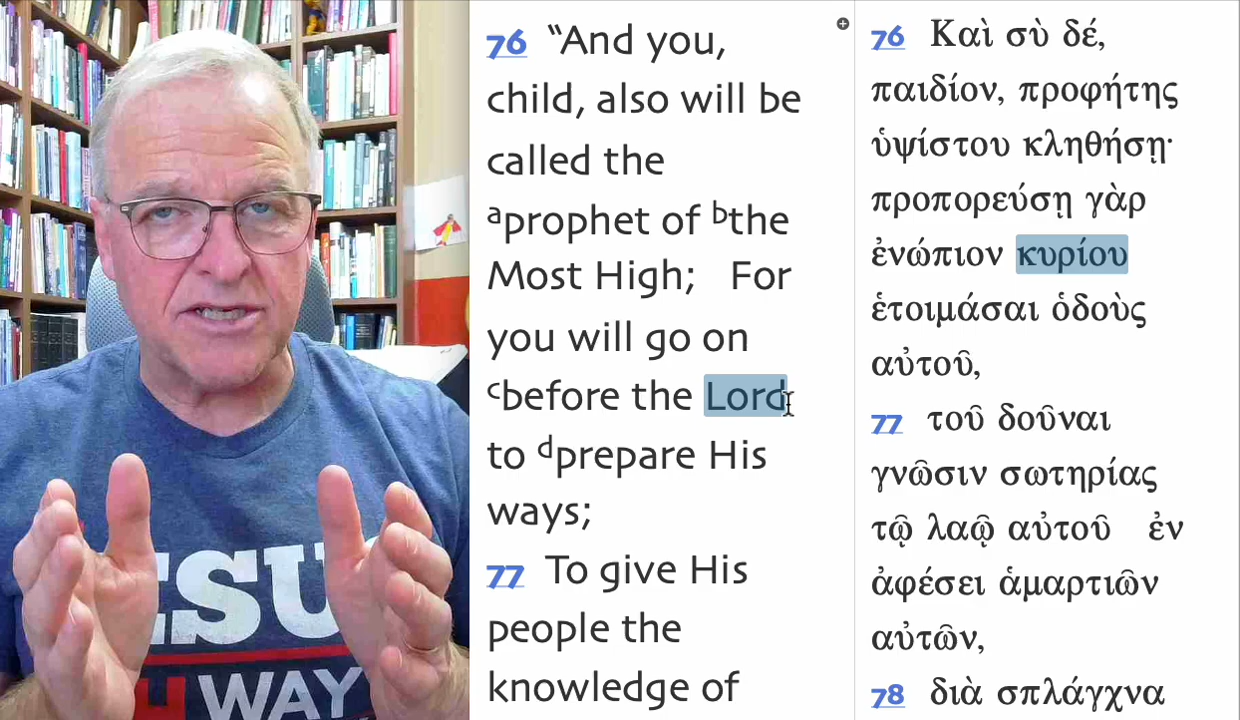 76 “And you,
child, also will be
called the
ᵃprophet of ᵇthe
Most High; For
you will go on
ᶜbefore the Lord
to ᵈprepare His
ways;
77 To give His
people the
knowledge of
76 Καὶ σὺ δέ,
παιδίον, προφήτης
ὑψίστου κληθήσῃ·
προπορεύσῃ γὰρ
ἐνώπιον κυρίου
ἑτοιμάσαι ὁδοὺς
αὐτοῦ,
77 τοῦ δοῦναι
γνῶσιν σωτηρίας
τῷ λαῷ αὐτοῦ ἐν
ἀφέσει ἁμαρτιῶν
αὐτῶν,
78 διὰ σπλάγχνα
WAY